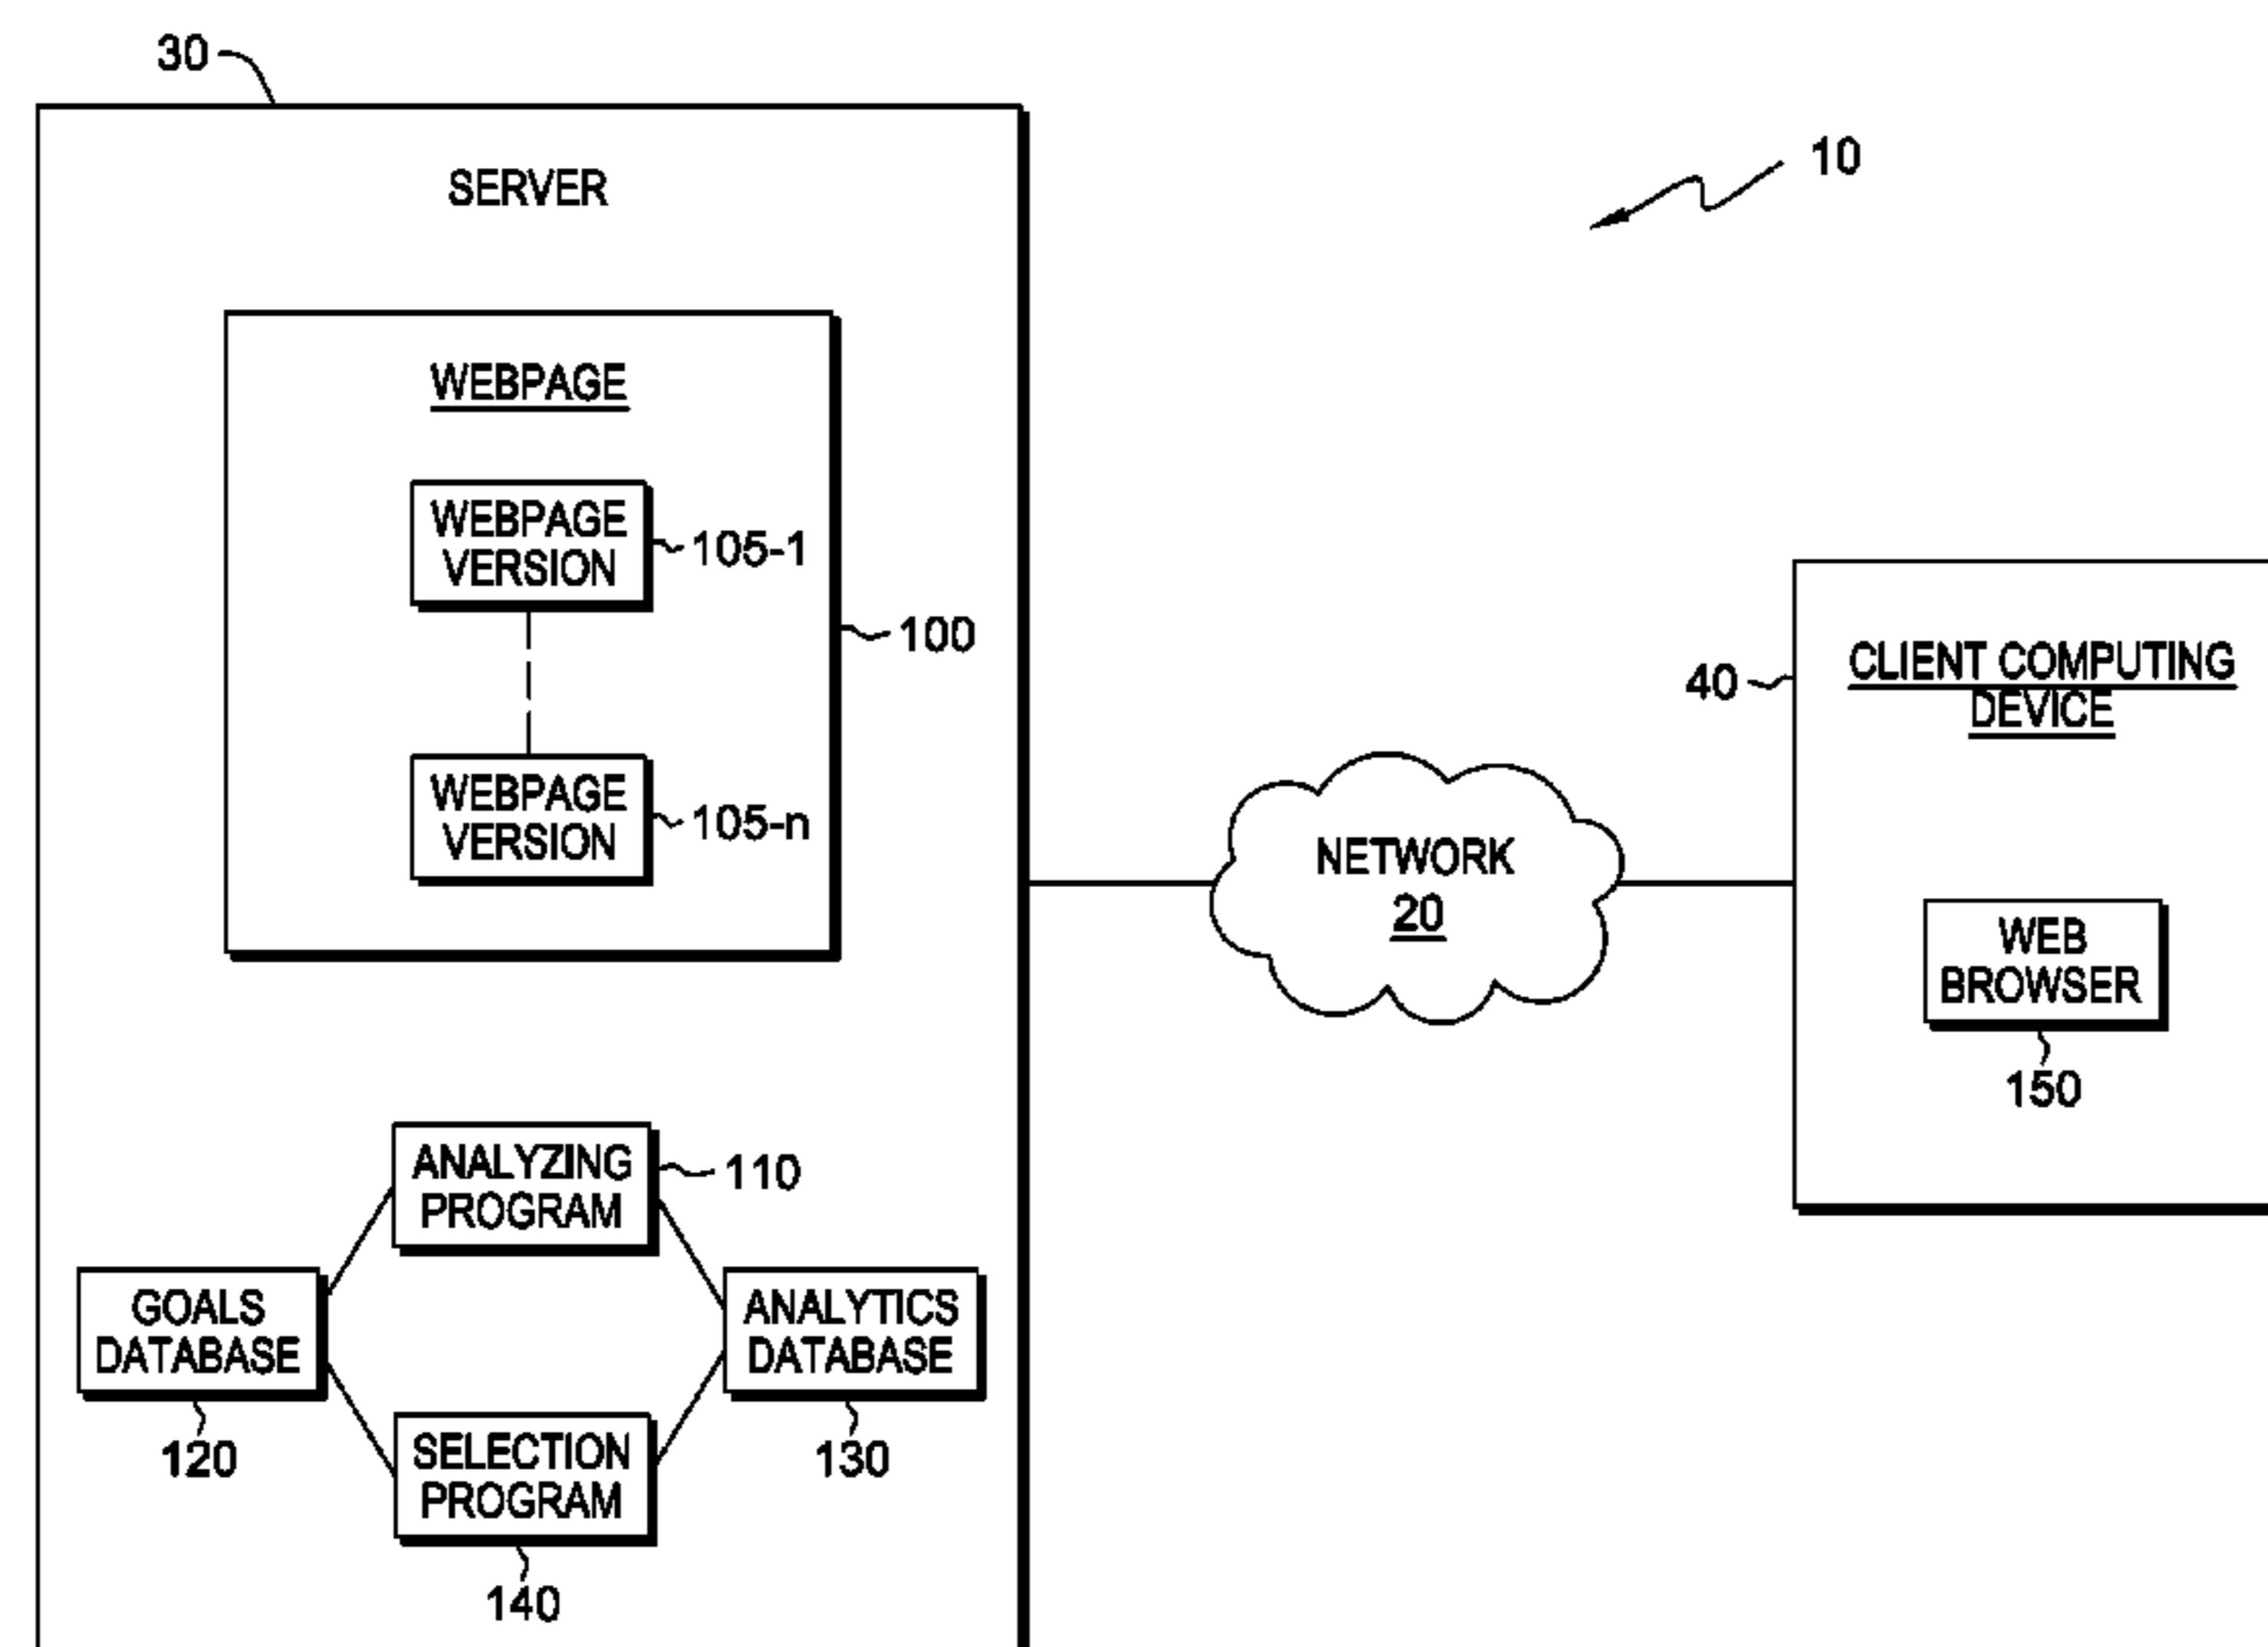 30
SERVER
10
WEBPAGE
WEBPAGE
VERSION
105-1
100
WEBPAGE
VERSION
105-n
NETWORK
20
40
CLIENT COMPUTING
DEVICE
WEB
BROWSER
150
ANALYZING
PROGRAM
110
GOALS
DATABASE
120
ANALYTICS
DATABASE
130
SELECTION
PROGRAM
140